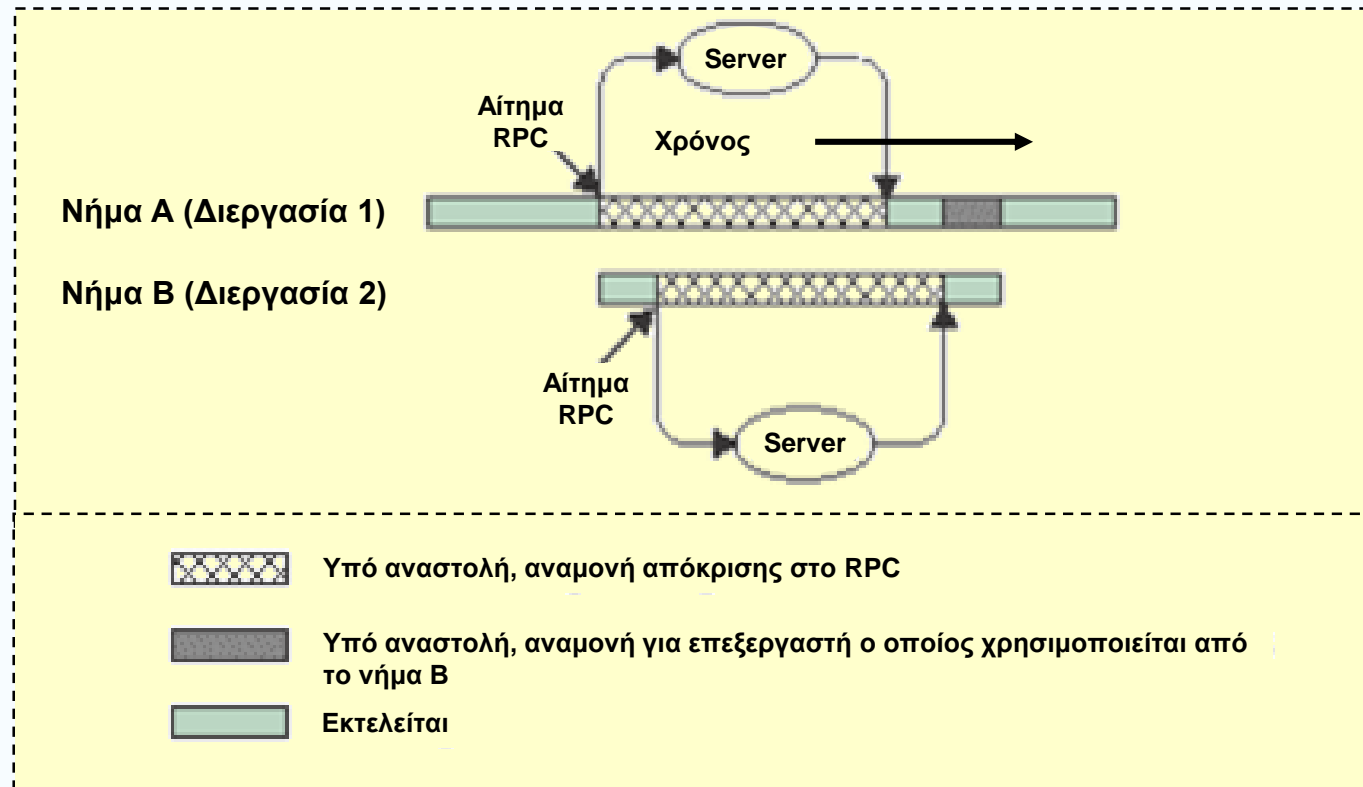 Server
Αίτημα
RPC
Χρόνος
Νήμα Α (Διεργασία 1)
Νήμα Β (Διεργασία 2)
Αίτημα
RPC
Server
Υπό αναστολή, αναμονή απόκρισης στο RPC
Υπό αναστολή, αναμονή για επεξεργαστή ο οποίος χρησιμοποιείται από
το νήμα Β
Εκτελείται